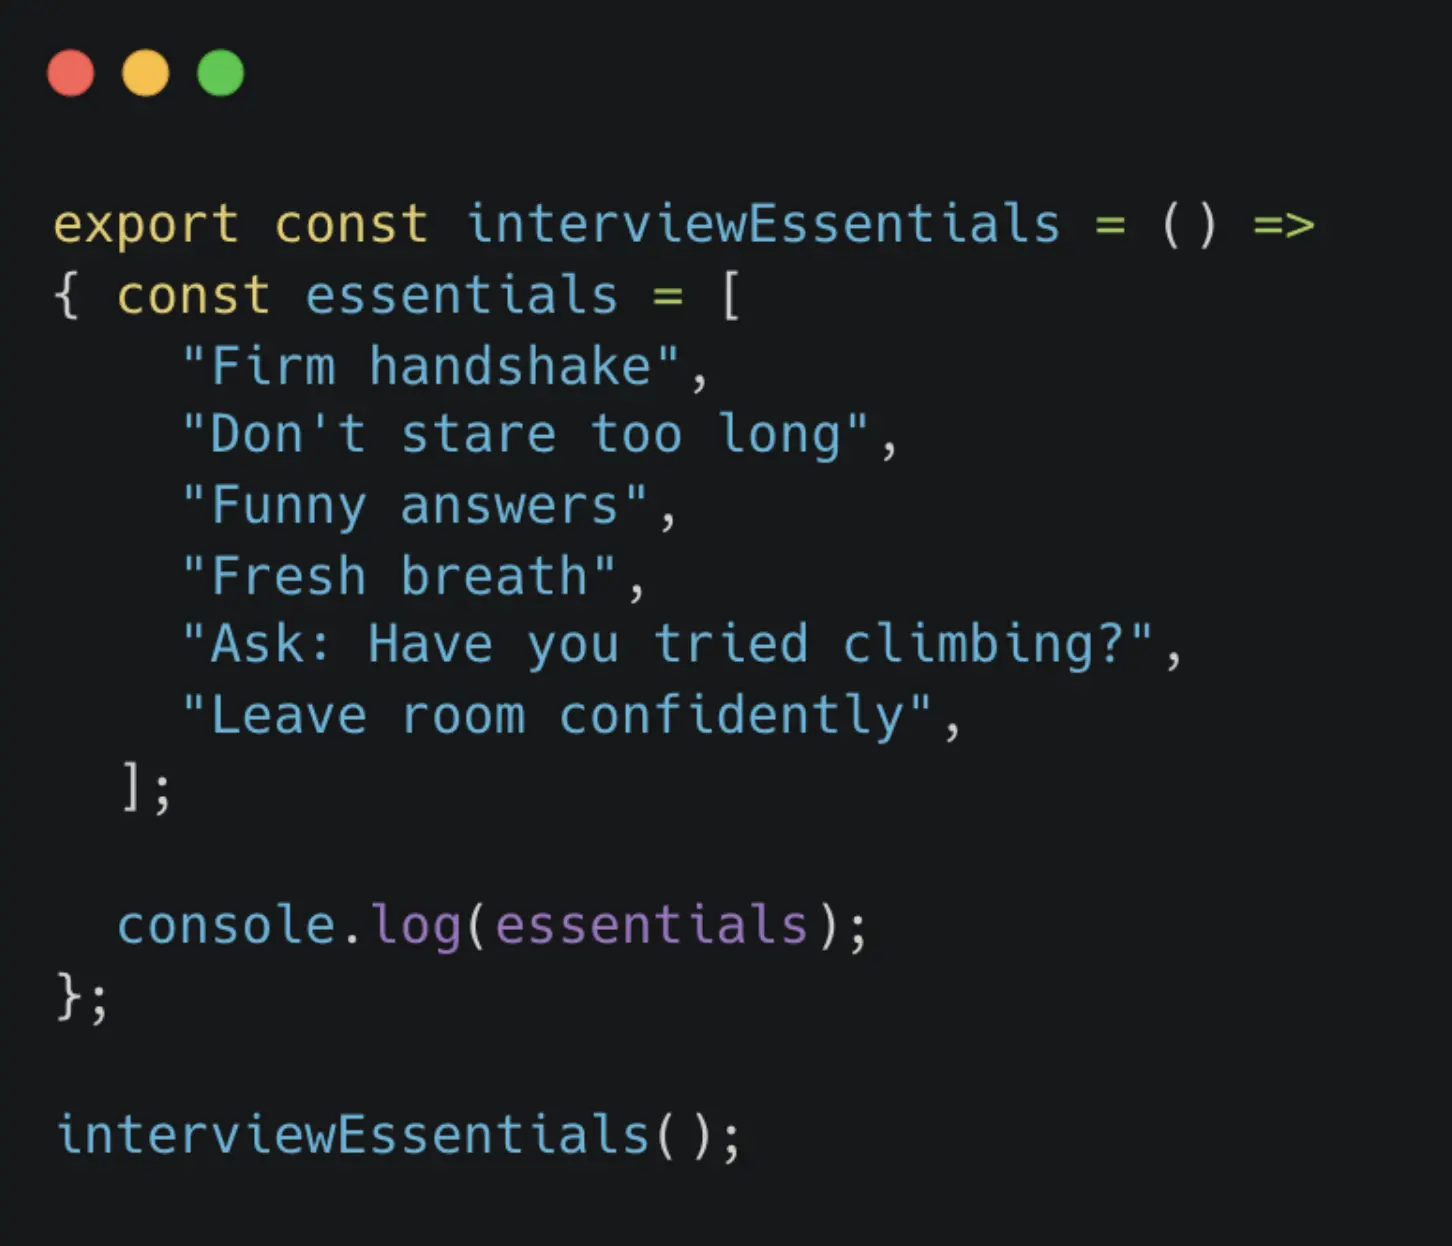 export const interviewEssentials = () =>
{ const essentials = [
    "Firm handshake",
    "Don't stare too long",
    "Funny answers",
    "Fresh breath",
    "Ask: Have you tried climbing?",
    "Leave room confidently",
  ];

  console.log(essentials);
};

interviewEssentials();